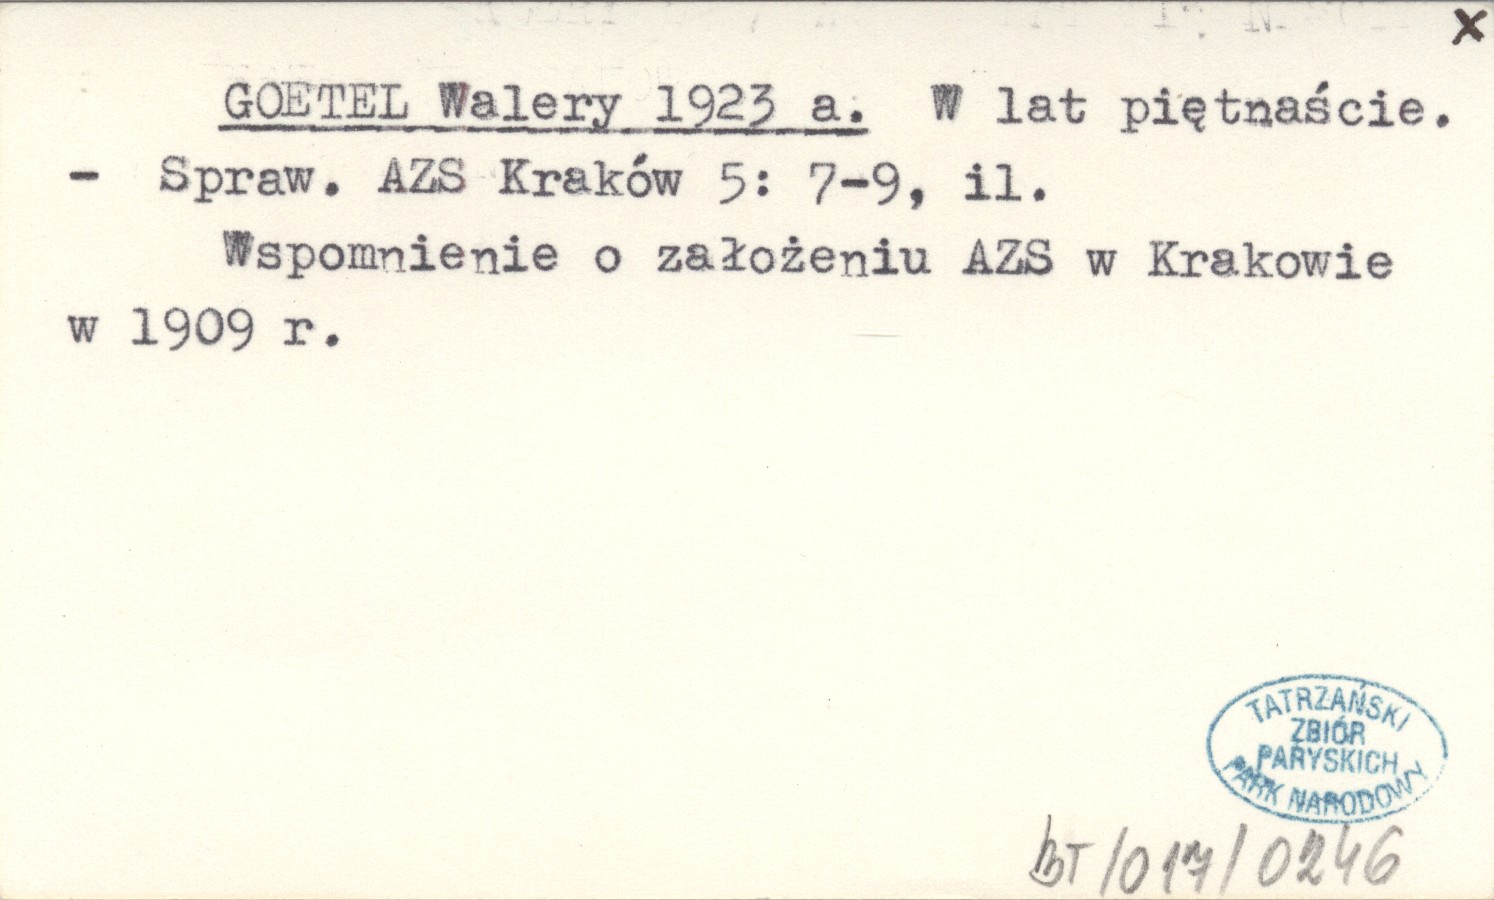 x
GOETEL Walery 1923 a. W lat piętnaście.
- Spraw. AZS Kraków 5: 7-9, il.
Wspomnienie o założeniu AZS w Krakowie
w 1909 r.
TATRZAŃSKI
ZBIÓR
PARYSKICH
PARK NARODOWY
BT/017/0246